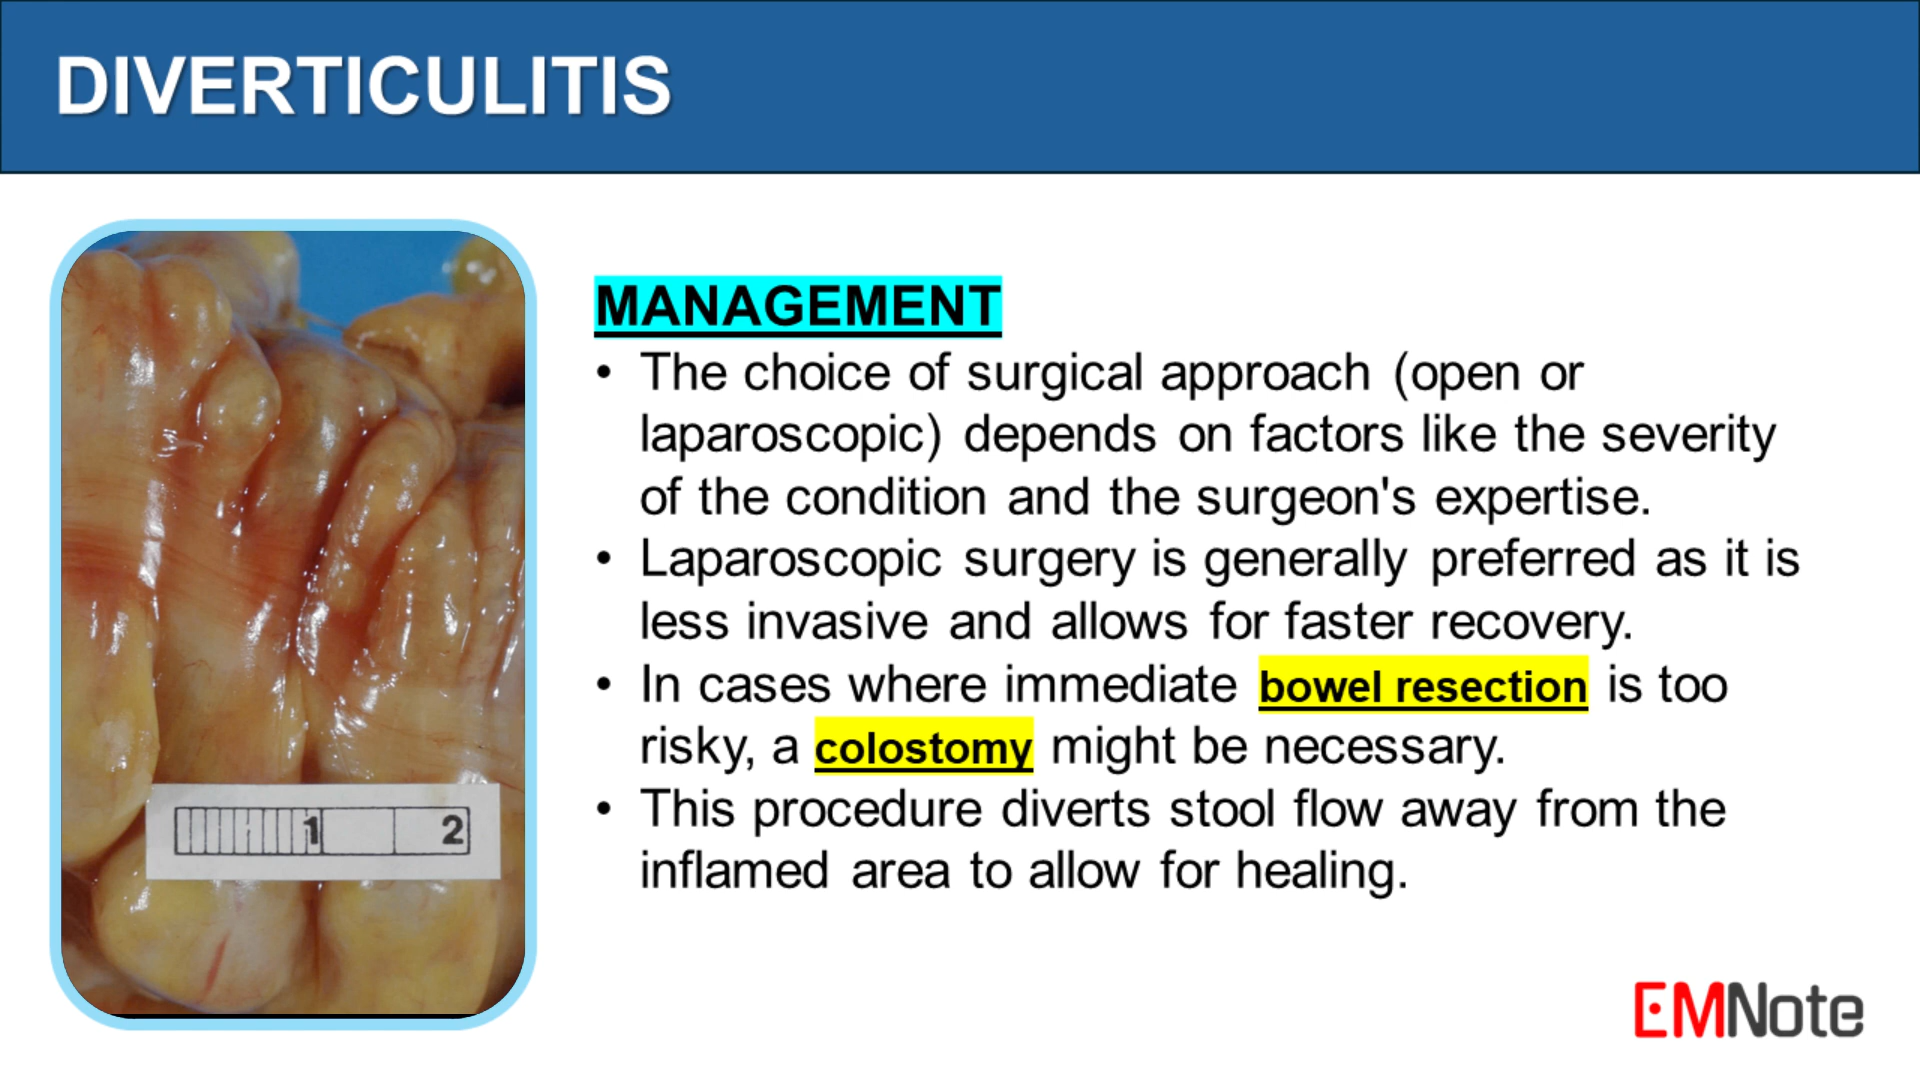 DIVERTICULITIS
MANAGEMENT
• The choice of surgical approach (open or
laparoscopic) depends on factors like the severity
of the condition and the surgeon's expertise.
• Laparoscopic surgery is generally preferred as it is
less invasive and allows for faster recovery.
• In cases where immediate bowel resection is too
risky, a colostomy might be necessary.
• This procedure diverts stool flow away from the
inflamed area to allow for healing.
1 2
EMNote